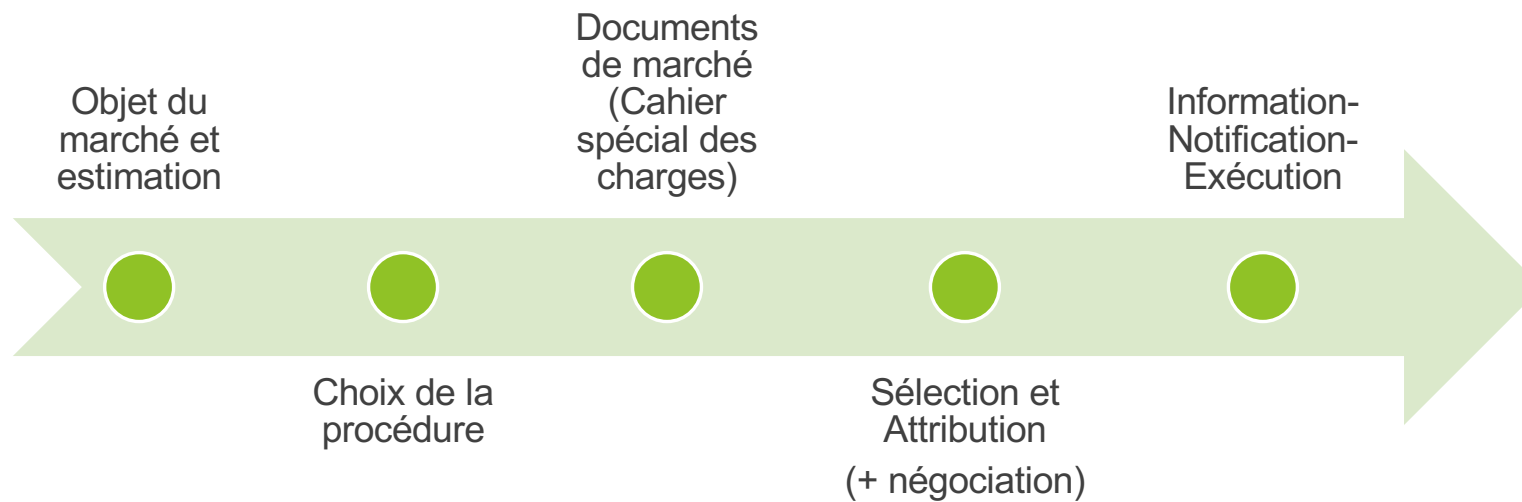 Objet du
marché et
estimation
Choix de la
procédure
Documents
de marché
(Cahier
spécial des
charges)
Sélection et
Attribution
(+ négociation)
Information-
Notification-
Exécution